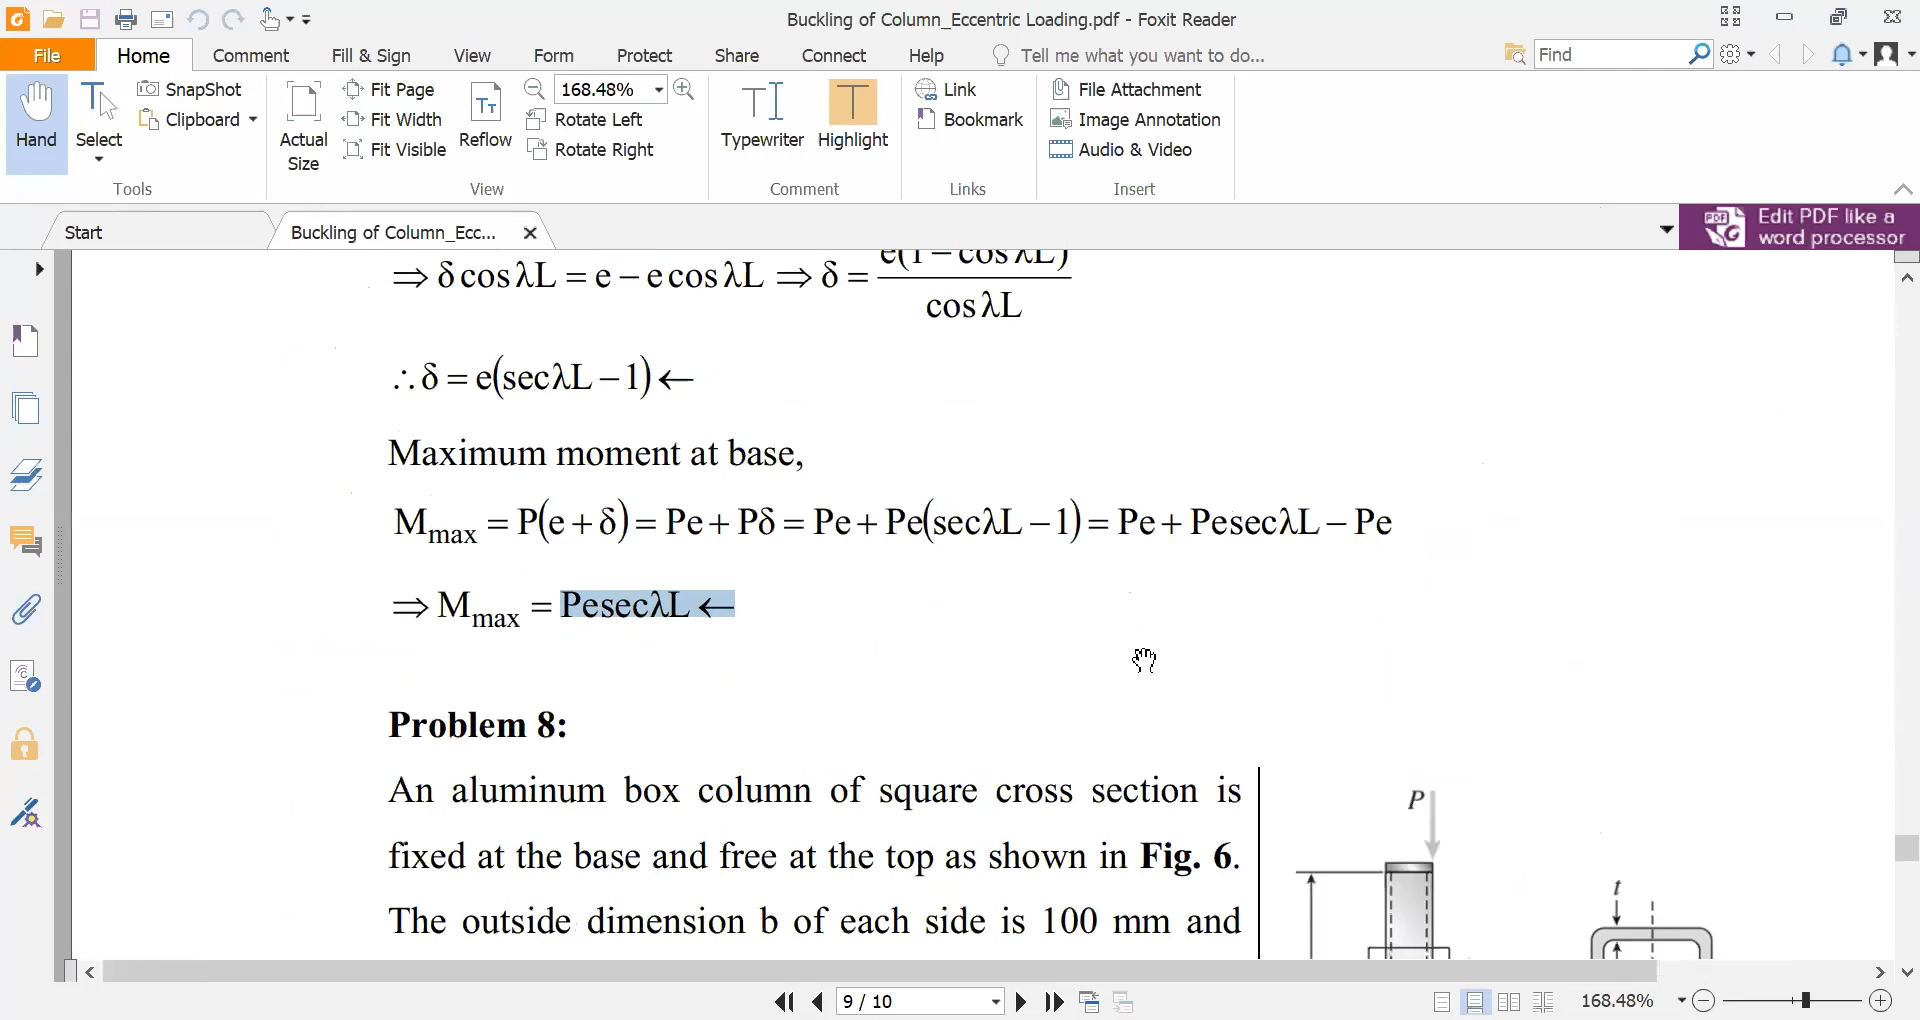 Buckling of Column_Eccentric Loading.pdf - Foxit Reader
File Home Comment Fill & Sign View Form Protect Share Connect Help Tell me what you want to do... Find
Hand Select SnapShot Clipboard
Actual Size Fit Page Fit Width Fit Visible Reflow 168.48% Rotate Left Rotate Right
Typewriter Highlight Link Bookmark File Attachment Image Annotation Audio & Video
Tools View Comment Links Insert
Start Buckling of Column_Ecc... Edit PDF like a
word processor
⇒ δ cos λL = e − e cos λL ⇒ δ = e(1 − cos λL) / cos λL
∴ δ = e(secλL − 1) ←
Maximum moment at base,
Mmax = P(e + δ) = Pe + Pδ = Pe + Pe(secλL − 1) = Pe + PesecλL − Pe
⇒ Mmax = PesecλL ←
Problem 8:
An aluminum box column of square cross section is
fixed at the base and free at the top as shown in Fig. 6.
The outside dimension b of each side is 100 mm and
P
t
9 / 10 168.48%